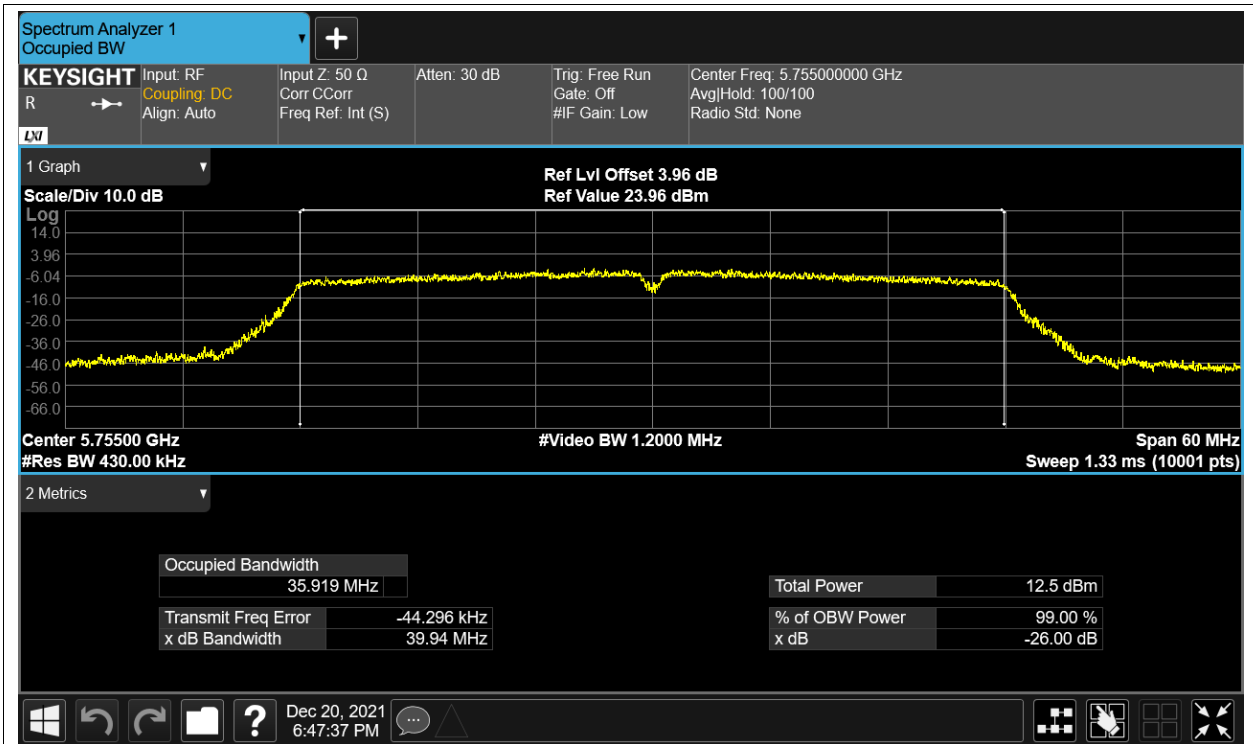 Spectrum Analyzer 1
Occupied BW
KEYSIGHT
R
LXI
Input: RF
Coupling: DC
Align: Auto
Input Z: 50 Ω
Corr CCorr
Freq Ref: Int (S)
Atten: 30 dB
Trig: Free Run
Gate: Off
#IF Gain: Low
Center Freq: 5.755000000 GHz
Avg|Hold: 100/100
Radio Std: None
1 Graph
Scale/Div 10.0 dB
Ref Lvl Offset 3.96 dB
Ref Value 23.96 dBm
Log
14.0
3.96
-6.04
-16.0
-26.0
-36.0
-46.0
-56.0
-66.0
Center 5.75500 GHz
#Video BW 1.2000 MHz
Span 60 MHz
#Res BW 430.00 kHz
Sweep 1.33 ms (10001 pts)
2 Metrics
Occupied Bandwidth
35.919 MHz
Total Power 12.5 dBm
Transmit Freq Error -44.296 kHz
% of OBW Power 99.00 %
x dB Bandwidth 39.94 MHz
x dB -26.00 dB
?
Dec 20, 2021
6:47:37 PM